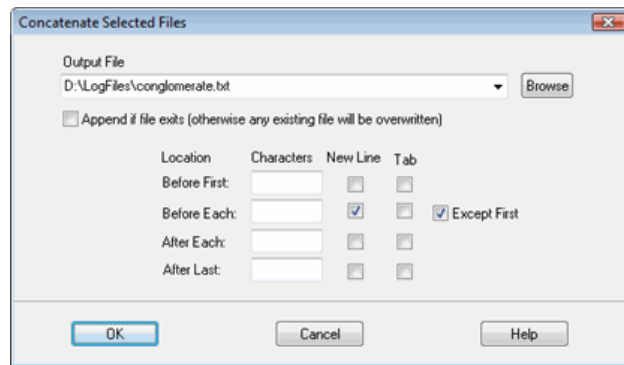 Concatenate Selected Files
Output File
D:\LogFiles\conglomerate.txt
Browse
Append if file exits (otherwise any existing file will be overwritten)
Location Characters New Line Tab
Before First:
Before Each: Except First
After Each:
After Last:
OK Cancel Help